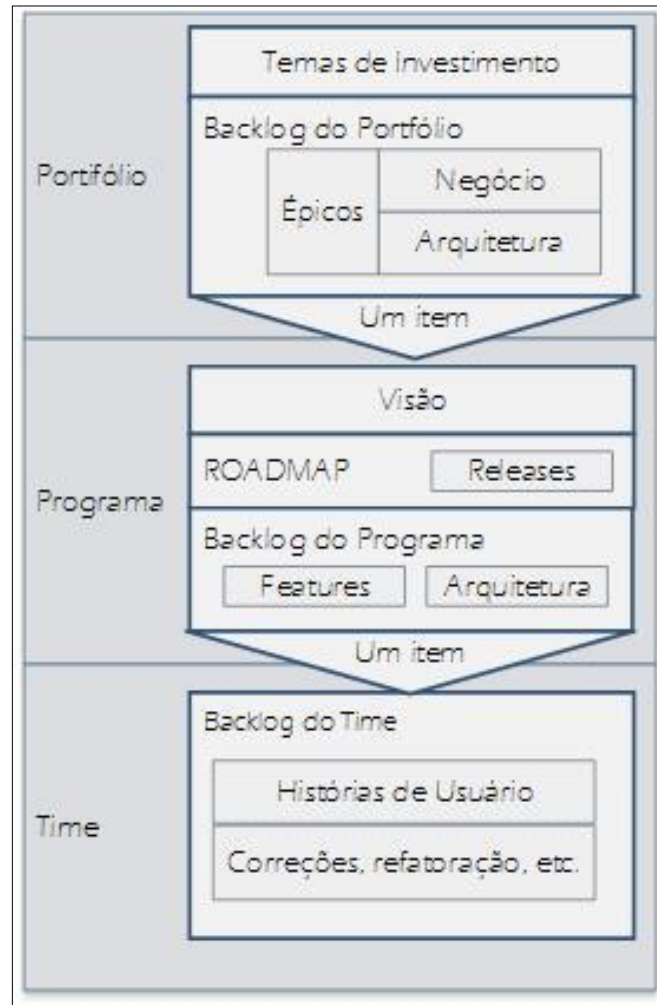 Temas de Investimento
Backlog do Portfólio
Portifólio
Épicos
Negócio
Arquitetura
Um item
Visão
ROADMAP
Releases
Programa
Backlog do Programa
Features
Arquitetura
Um item
Backlog do Time
Histórias de Usuário
Time
Correções, refatoração, etc.